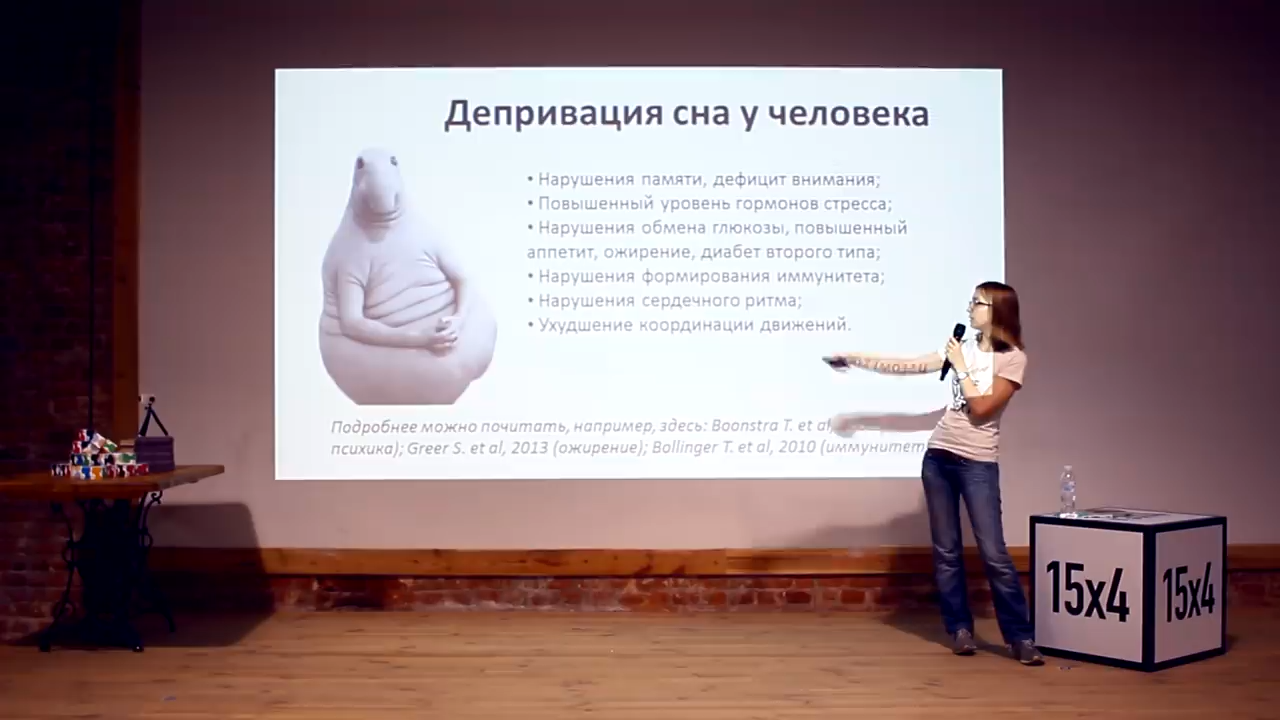 Депривация сна у человека
• Нарушения памяти, дефицит внимания;
• Повышенный уровень гормонов стресса;
• Нарушения обмена глюкозы, повышенный
аппетит, ожирение, диабет второго типа;
• Нарушения формирования иммунитета;
• Нарушения сердечного ритма;
• Ухудшение координации движений.
Подробнее можно почитать, например, здесь: Boonstra T. et al
психика); Greer S. et al, 2013 (ожирение); Bollinger T. et al, 2010 (иммунитет
15x4
15x4